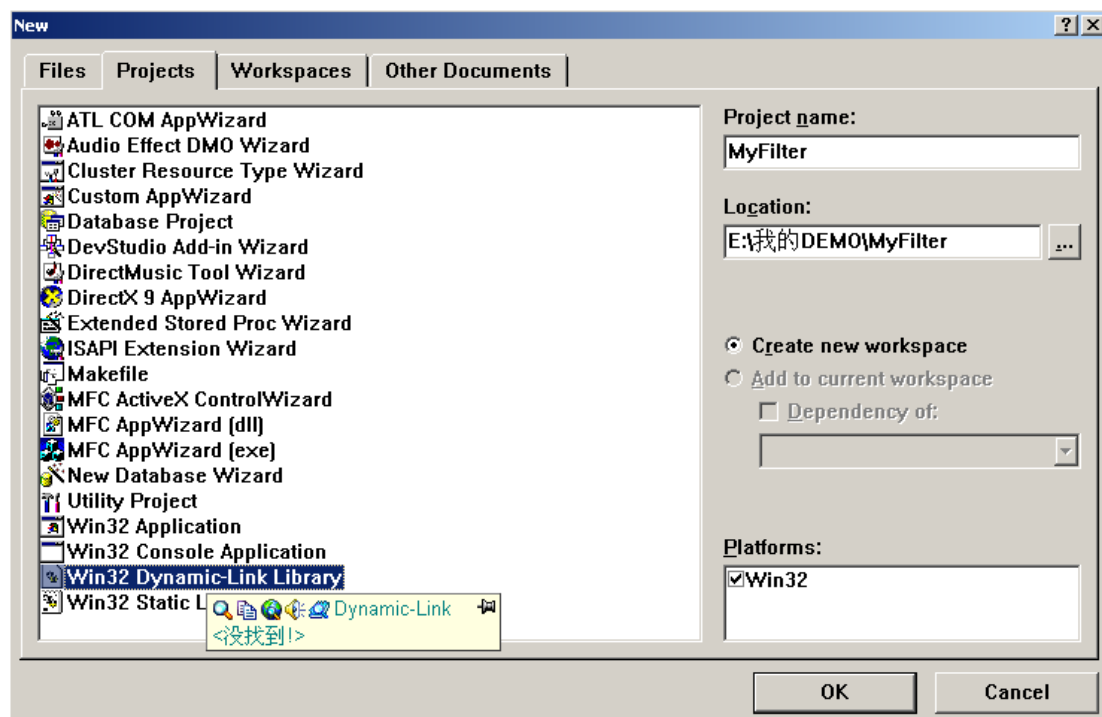 New
Files Projects Workspaces Other Documents
ATL COM AppWizard
Audio Effect DMO Wizard
Cluster Resource Type Wizard
Custom AppWizard
Database Project
DevStudio Add-in Wizard
DirectMusic Tool Wizard
DirectX 9 AppWizard
Extended Stored Proc Wizard
ISAPI Extension Wizard
Makefile
MFC ActiveX ControlWizard
MFC AppWizard (dll)
MFC AppWizard (exe)
New Database Wizard
Utility Project
Win32 Application
Win32 Console Application
Win32 Dynamic-Link Library
Win32 Static L
Dynamic-Link
<没找到!>
Project name:
MyFilter
Location:
E:\我的DEMO\MyFilter
...
Create new workspace
Add to current workspace
Dependency of:
Platforms:
Win32
OK Cancel